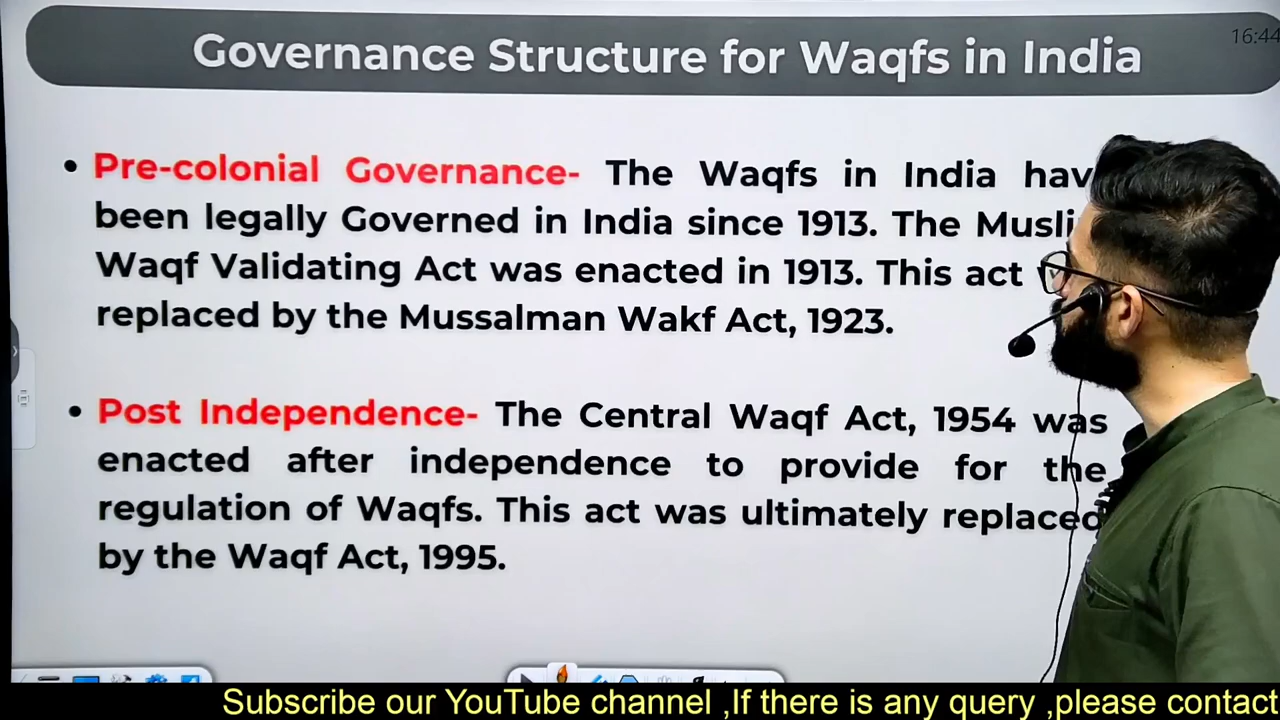 Governance Structure for Waqfs in India
16:44
• Pre-colonial Governance- The Waqfs in India hav
been legally Governed in India since 1913. The Musli
Waqf Validating Act was enacted in 1913. This act
replaced by the Mussalman Wakf Act, 1923.
• Post Independence- The Central Waqf Act, 1954 was
enacted after independence to provide for the
regulation of Waqfs. This act was ultimately replaced
by the Waqf Act, 1995.
Subscribe our YouTube channel ,If there is any query ,please contact